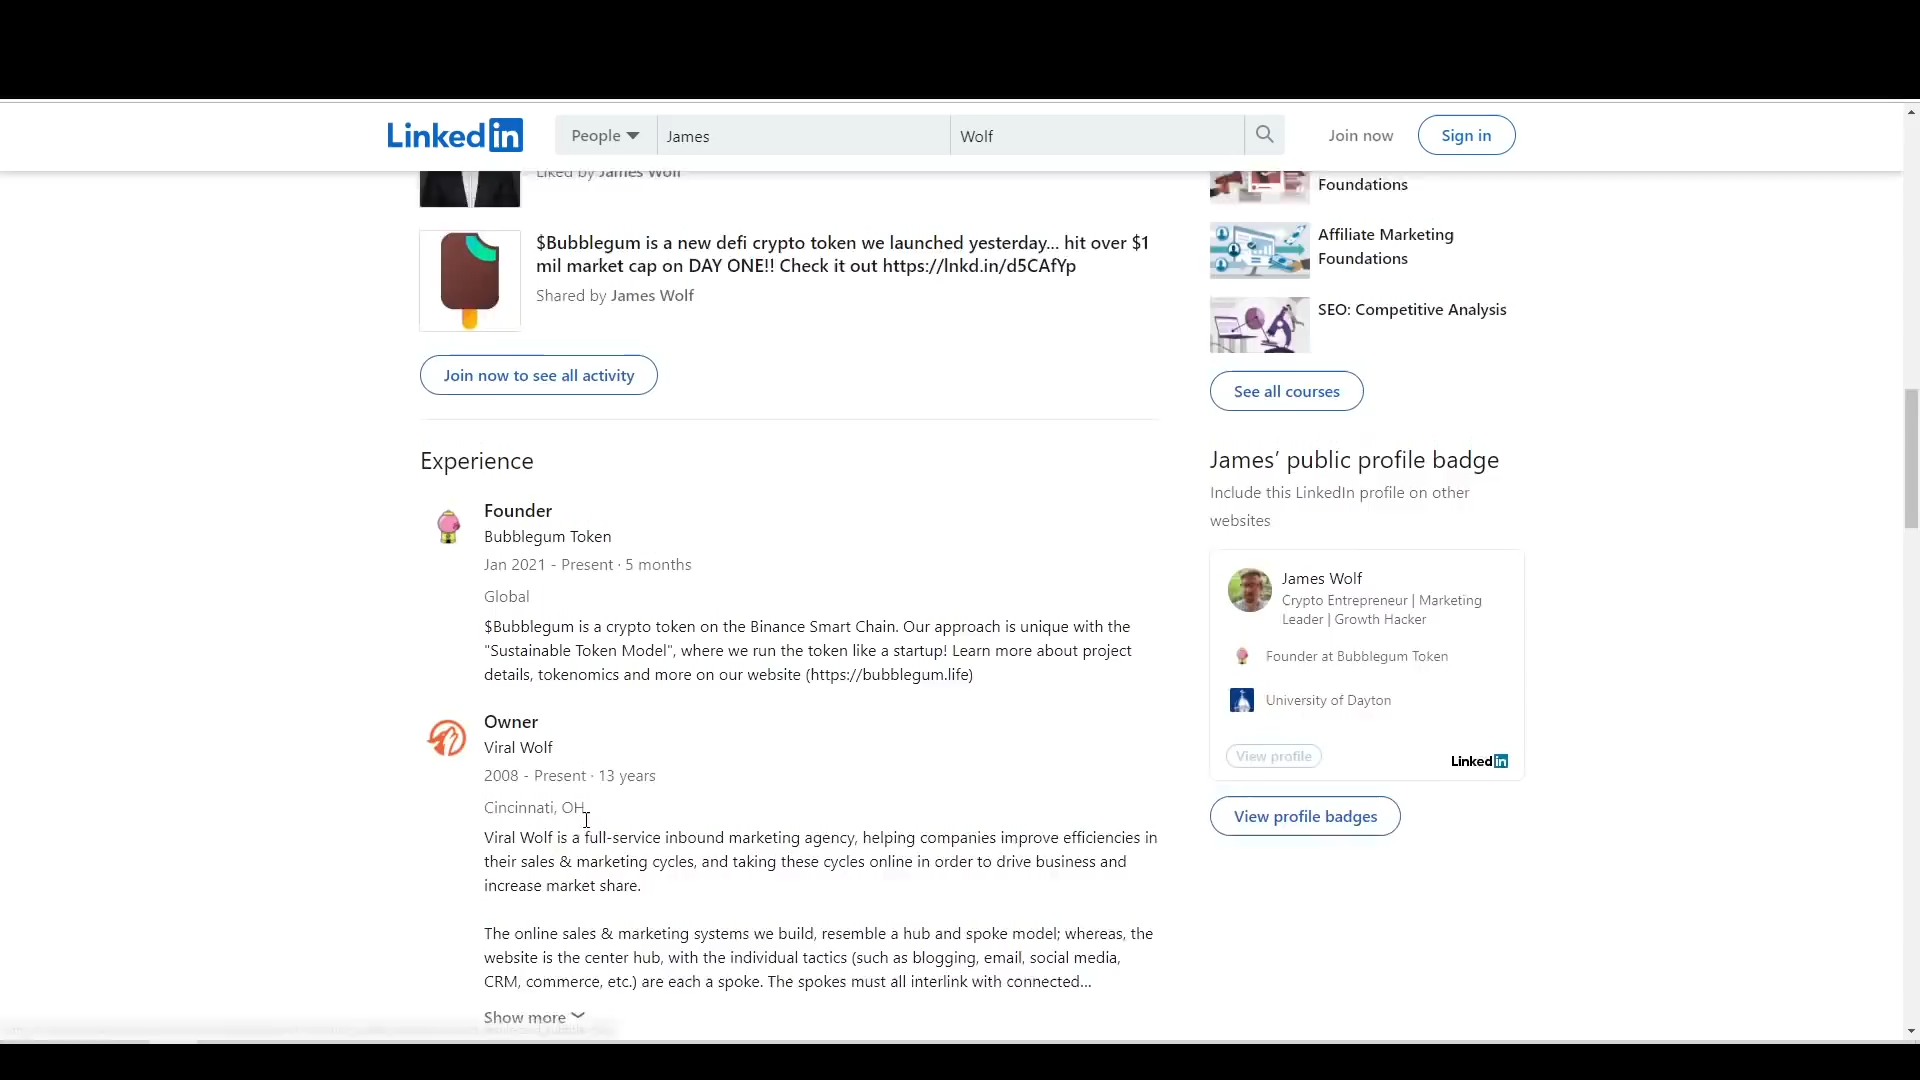 Linkedin
People
James
Wolf
Join now
Sign in
Liked by James Wolf
$Bubblegum is a new defi crypto token we launched yesterday... hit over $1
mil market cap on DAY ONE!! Check it out https://lnkd.in/d5CAfYp
Shared by James Wolf
Join now to see all activity
Experience
Founder
Bubblegum Token
Jan 2021 - Present · 5 months
Global
$Bubblegum is a crypto token on the Binance Smart Chain. Our approach is unique with the
"Sustainable Token Model", where we run the token like a startup! Learn more about project
details, tokenomics and more on our website (https://bubblegum.life)
Owner
Viral Wolf
2008 - Present · 13 years
Cincinnati, OH
Viral Wolf is a full-service inbound marketing agency, helping companies improve efficiencies in
their sales & marketing cycles, and taking these cycles online in order to drive business and
increase market share.
The online sales & marketing systems we build, resemble a hub and spoke model; whereas, the
website is the center hub, with the individual tactics (such as blogging, email, social media,
CRM, commerce, etc.) are each a spoke. The spokes must all interlink with connected...
Show more
Foundations
Affiliate Marketing
Foundations
SEO: Competitive Analysis
See all courses
James’ public profile badge
Include this LinkedIn profile on other
websites
James Wolf
Crypto Entrepreneur | Marketing
Leader | Growth Hacker
Founder at Bubblegum Token
University of Dayton
View profile
Linkedin
View profile badges